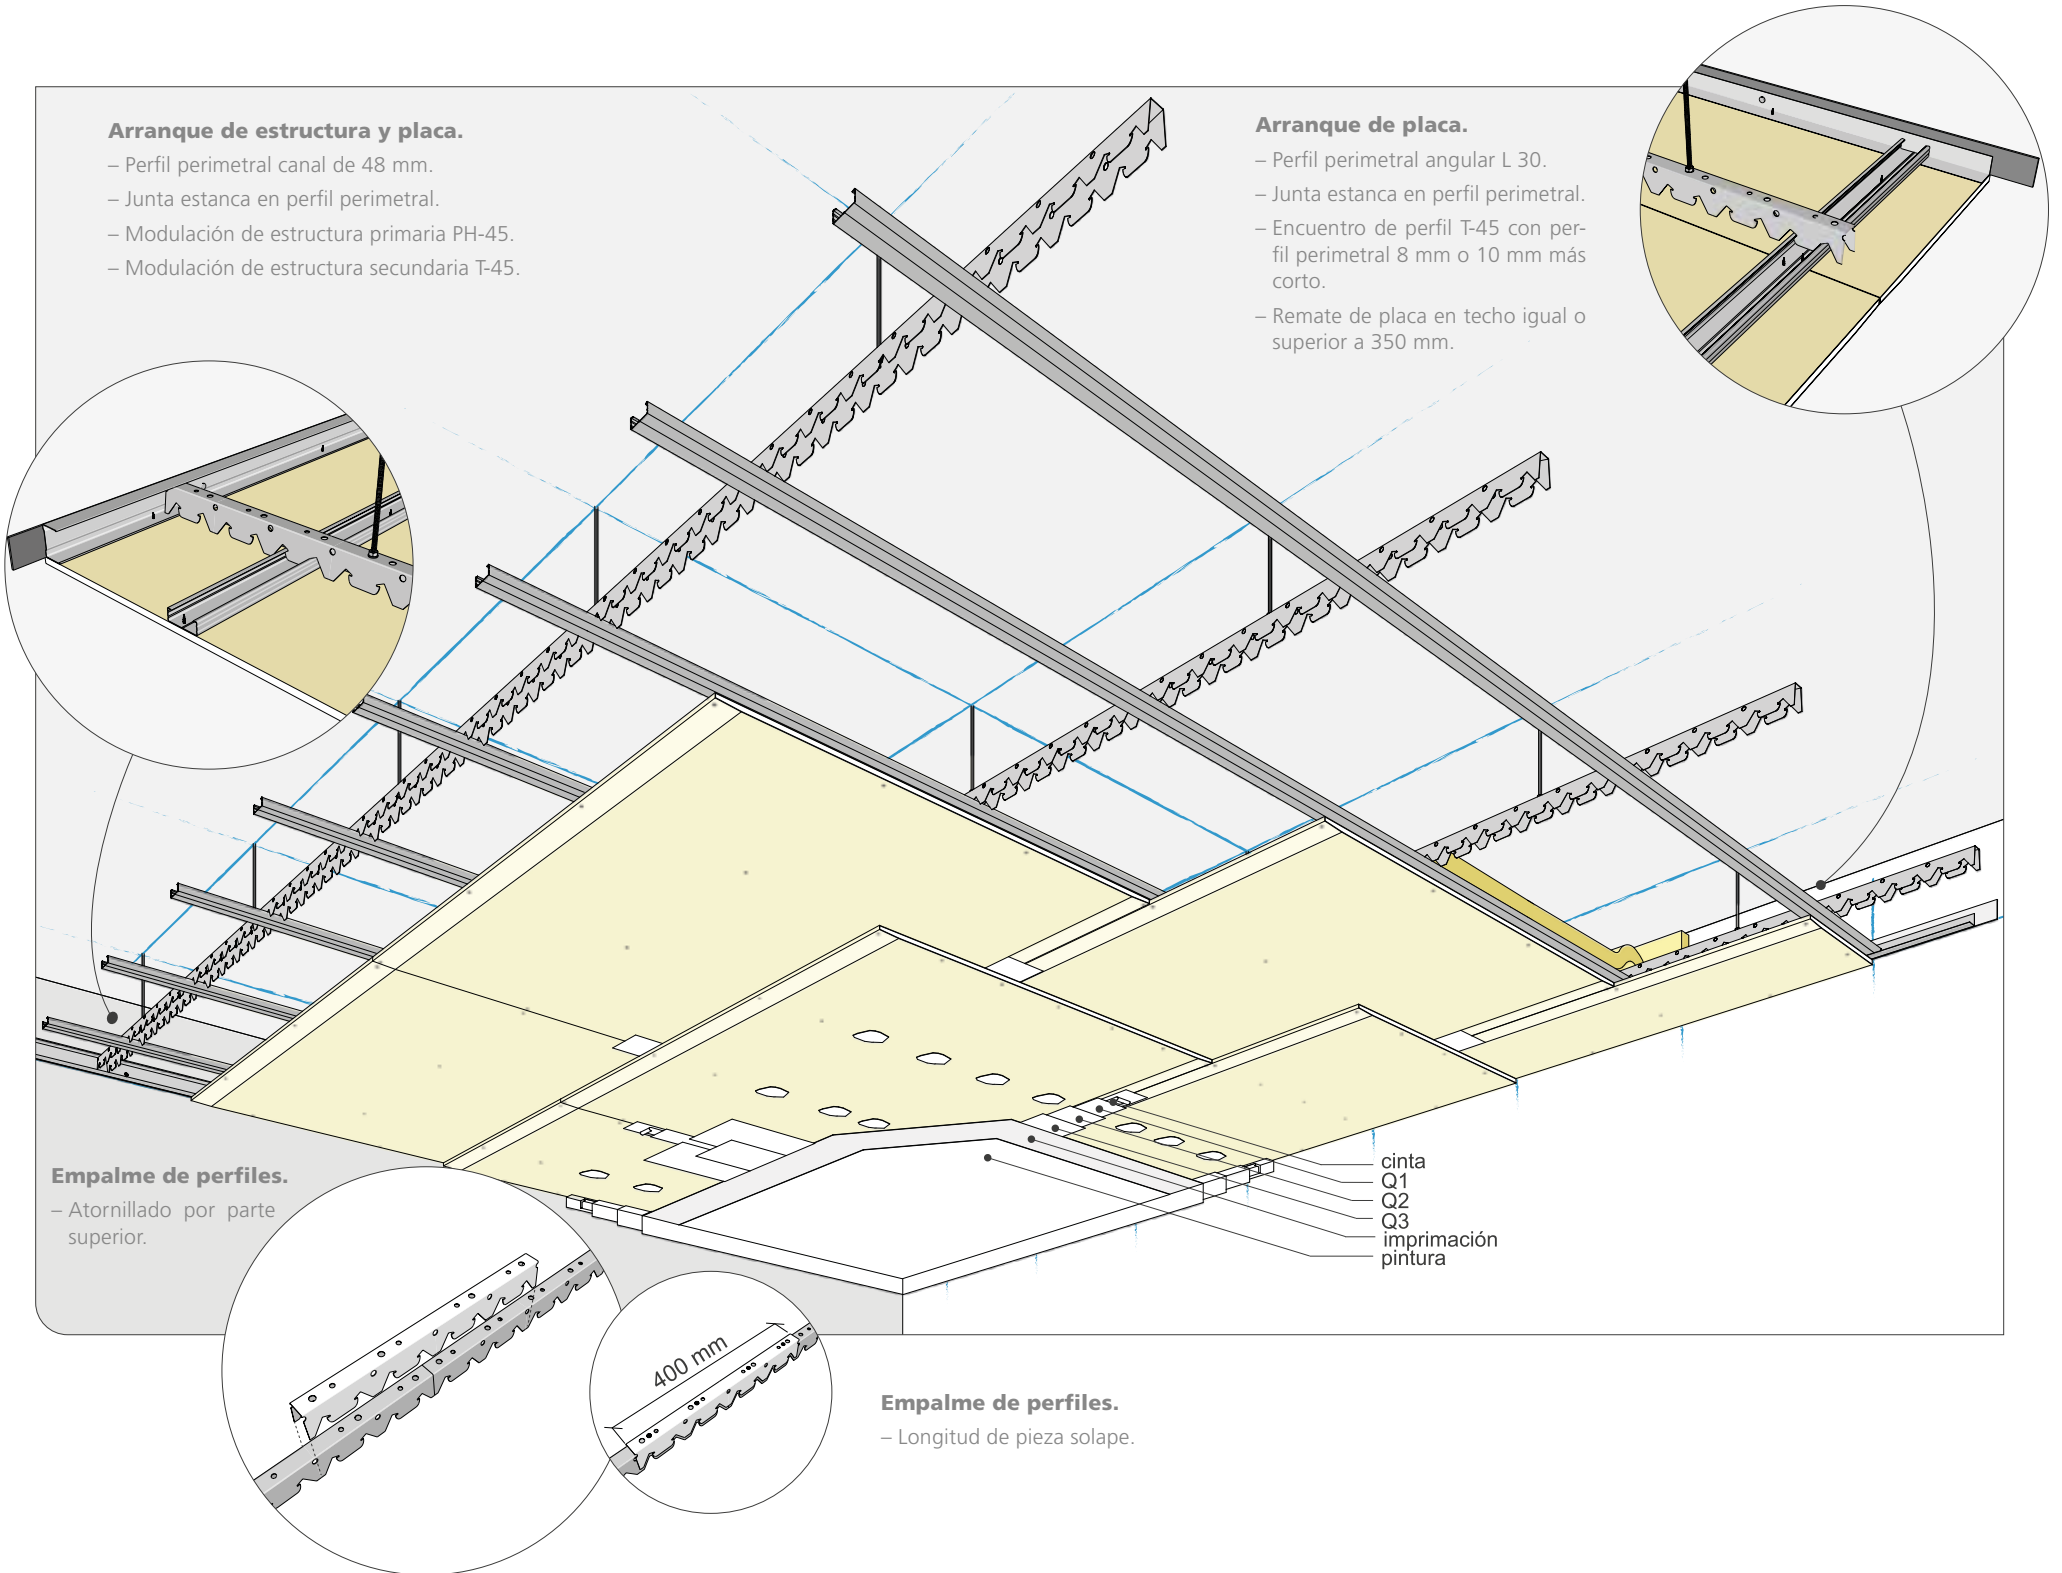 Arranque de estructura y placa.
– Perfil perimetral canal de 48 mm.
– Junta estanca en perfil perimetral.
– Modulación de estructura primaria PH-45.
– Modulación de estructura secundaria T-45.
Arranque de placa.
– Perfil perimetral angular L 30.
– Junta estanca en perfil perimetral.
– Encuentro de perfil T-45 con per-
fil perimetral 8 mm o 10 mm más
corto.
– Remate de placa en techo igual o
superior a 350 mm.
cinta
Q1
Q2
Q3
imprimación
pintura
Empalme de perfiles.
– Atornillado por parte
superior.
400 mm
Empalme de perfiles.
– Longitud de pieza solape.